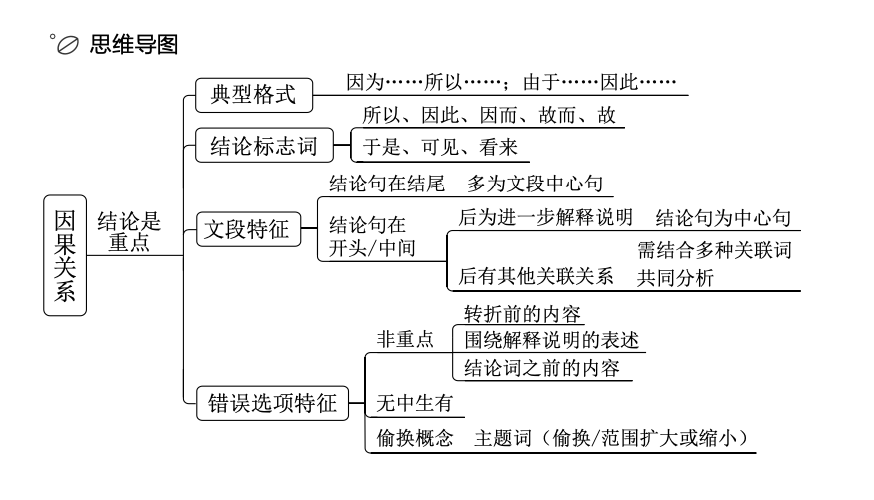 思维导图
典型格式
因为……所以……；由于……因此……
所以、因此、因而、故而、故
结论标志词
于是、可见、看来
结论句在结尾 多为文段中心句
因果关系
结论是
重点
文段特征
结论句在
开头/中间
后为进一步解释说明 结论句为中心句
后有其他关联关系
需结合多种关联词
共同分析
错误选项特征
非重点
转折前的内容
围绕解释说明的表述
结论词之前的内容
无中生有
偷换概念 主题词（偷换/范围扩大或缩小）